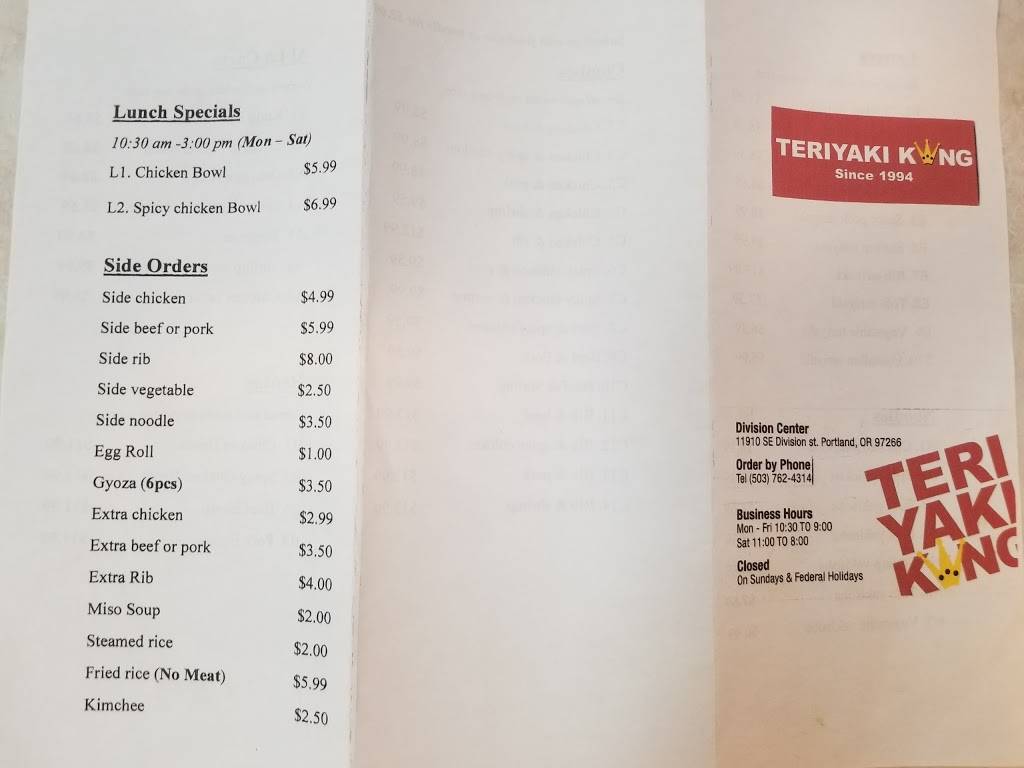 Lunch Specials
10:30 am -3:00 pm (Mon – Sat)
L1. Chicken Bowl $5.99
L2. Spicy chicken Bowl $6.99
Side Orders
Side chicken $4.99
Side beef or pork $5.99
Side rib $8.00
Side vegetable $2.50
Side noodle $3.50
Egg Roll $1.00
Gyoza (6pcs) $3.50
Extra chicken $2.99
Extra beef or pork $3.50
Extra Rib $4.00
Miso Soup $2.00
Steamed rice $2.00
Fried rice (No Meat) $5.99
Kimchee $2.50
TERIYAKI KING
Since 1994
Division Center
11910 SE Division st. Portland, OR 97266
Order by Phone
Tel (503) 762-4314
Business Hours
Mon - Fri 10:30 TO 9:00
Sat 11:00 TO 8:00
Closed
On Sundays & Federal Holidays
TERI
YAKI
KING